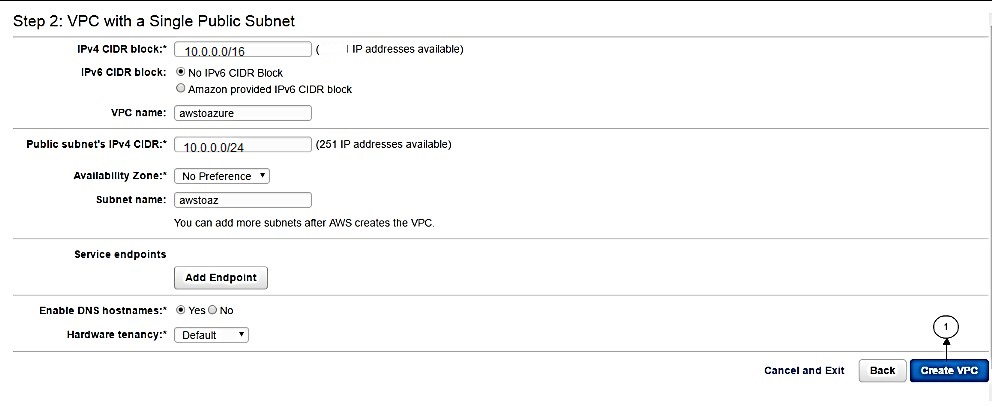 Step 2: VPC with a Single Public Subnet
IPv4 CIDR block:* 10.0.0.0/16 ( IP addresses available)
IPv6 CIDR block: No IPv6 CIDR Block
Amazon provided IPv6 CIDR block
VPC name: awstoazure
Public subnet's IPv4 CIDR:* 10.0.0.0/24 (251 IP addresses available)
Availability Zone:* No Preference
Subnet name: awstoaz
You can add more subnets after AWS creates the VPC.
Service endpoints
Add Endpoint
Enable DNS hostnames:* Yes No
Hardware tenancy:* Default
1
Cancel and Exit Back Create VPC